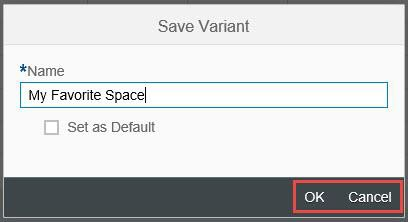 Save Variant
*Name
My Favorite Space
Set as Default
OK Cancel